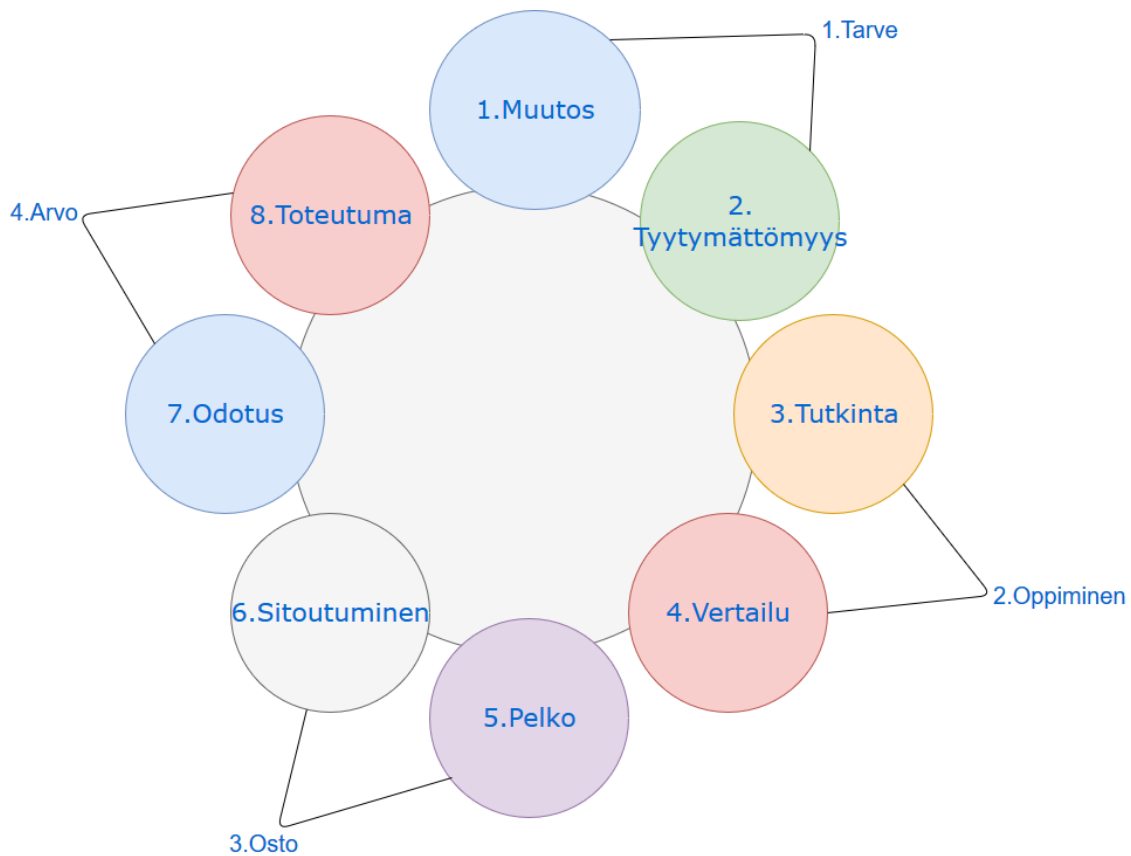 1.Tarve
1.Muutos
2.
Tyytymättömyys
3.Tutkinta
2.Oppiminen
4.Vertailu
5.Pelko
3.Osto
6.Sitoutuminen
7.Odotus
4.Arvo
8.Toteutuma